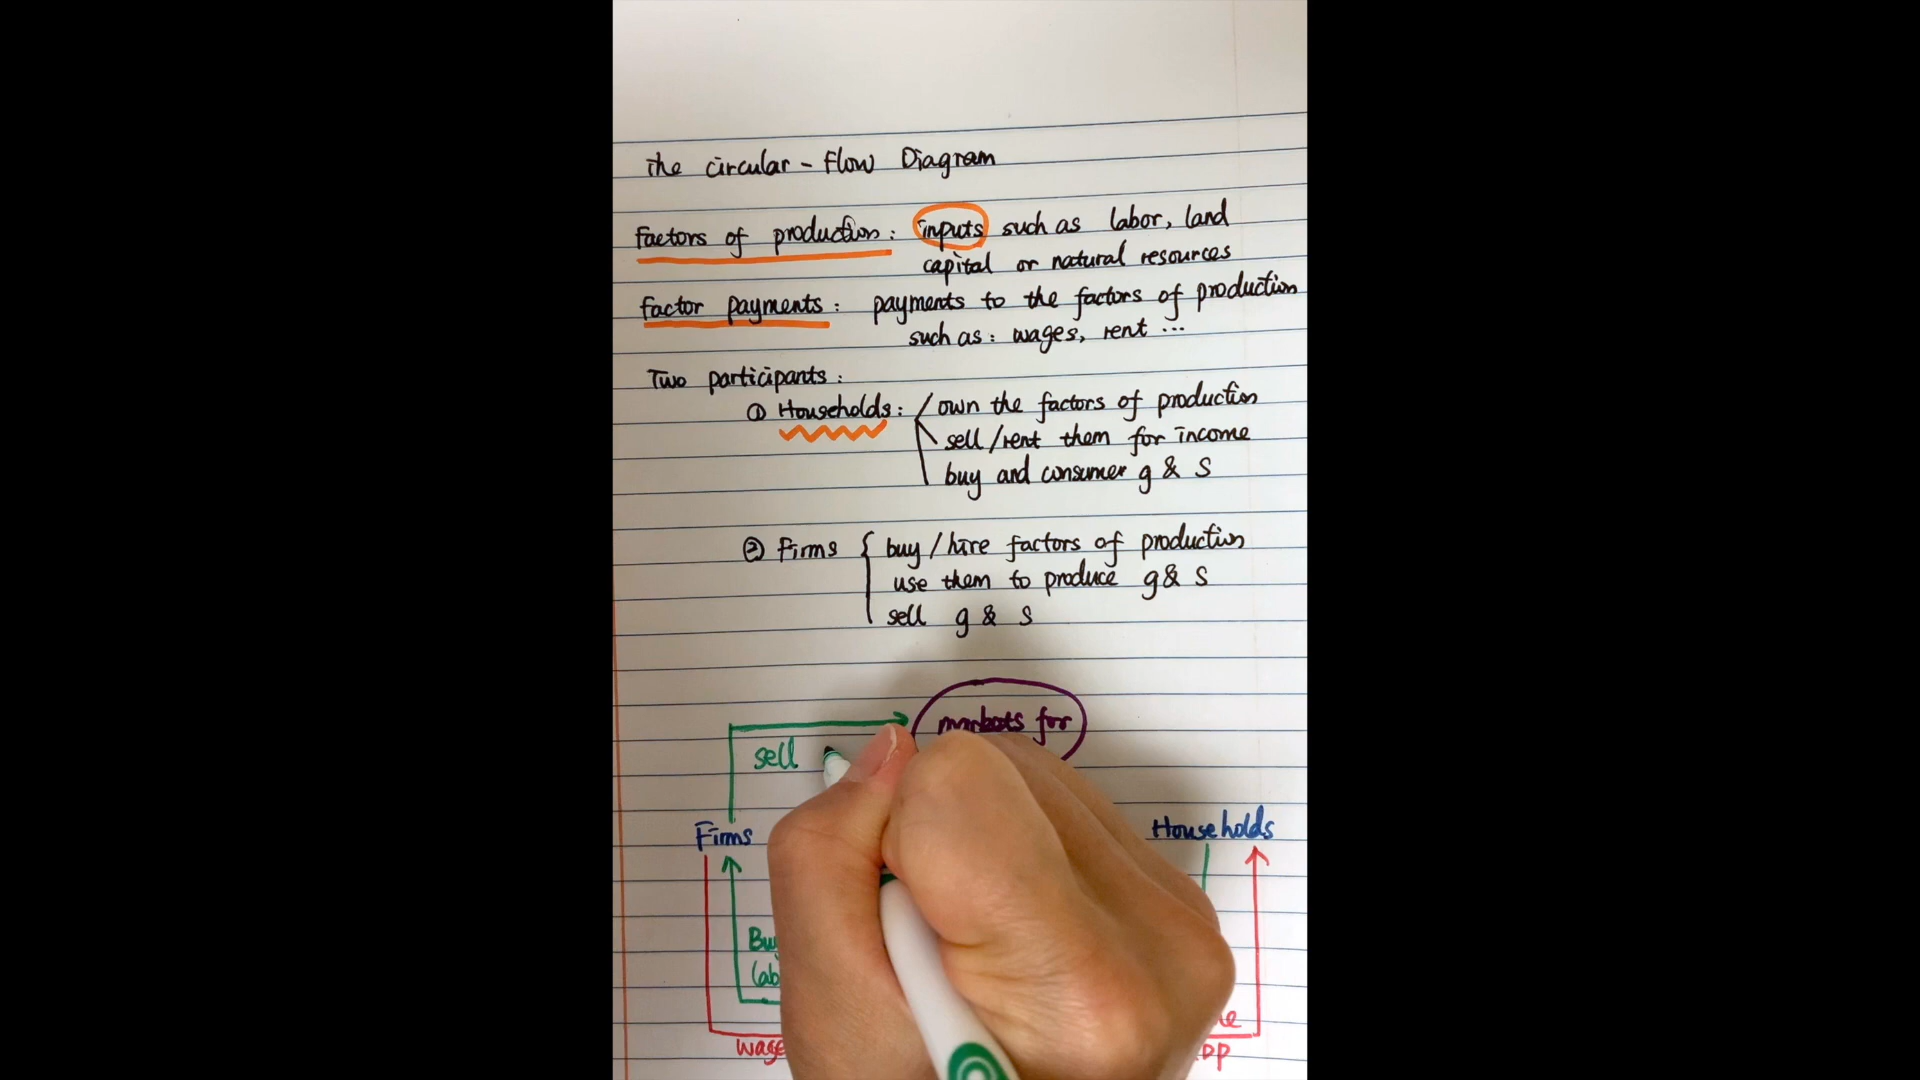 The circular-Flow Diagram
Factors of production: inputs such as labor, land
capital or natural resources
Factor payments: payments to the factors of production
such as: wages, rent ...
Two participants:
① Households: own the factors of production
sell/rent them for income
buy and consumer g & s
② Firms buy/hire factors of production
use them to produce g & s
sell g & s
markets for
sell
Firms
Households